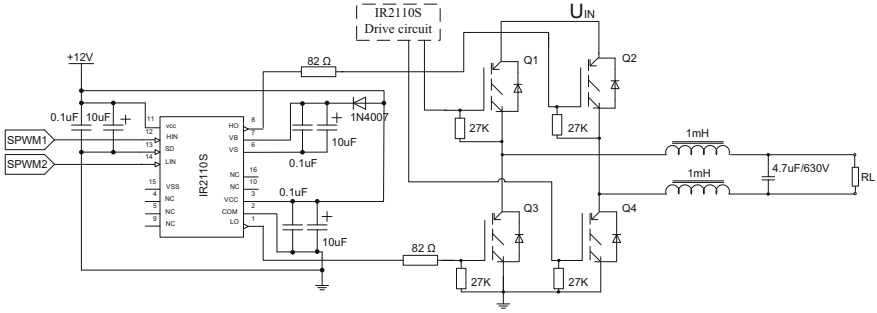 IR2110S
Drive circuit
UIN
+12V
82 Ω
Q1
Q2
0.1uF
10uF
+
11
vcc
12
HIN
13
SD
14
LIN
15
VSS
4
NC
5
NC
9
NC
IR2110S
8
HO
7
VB
6
VS
16
NC
10
NC
3
VCC
2
COM
1
LO
SPWM1
SPWM2
+
1N4007
0.1uF
10uF
0.1uF
+
10uF
27K
27K
1mH
1mH
4.7uF/630V
RL
Q3
Q4
82 Ω
27K
27K